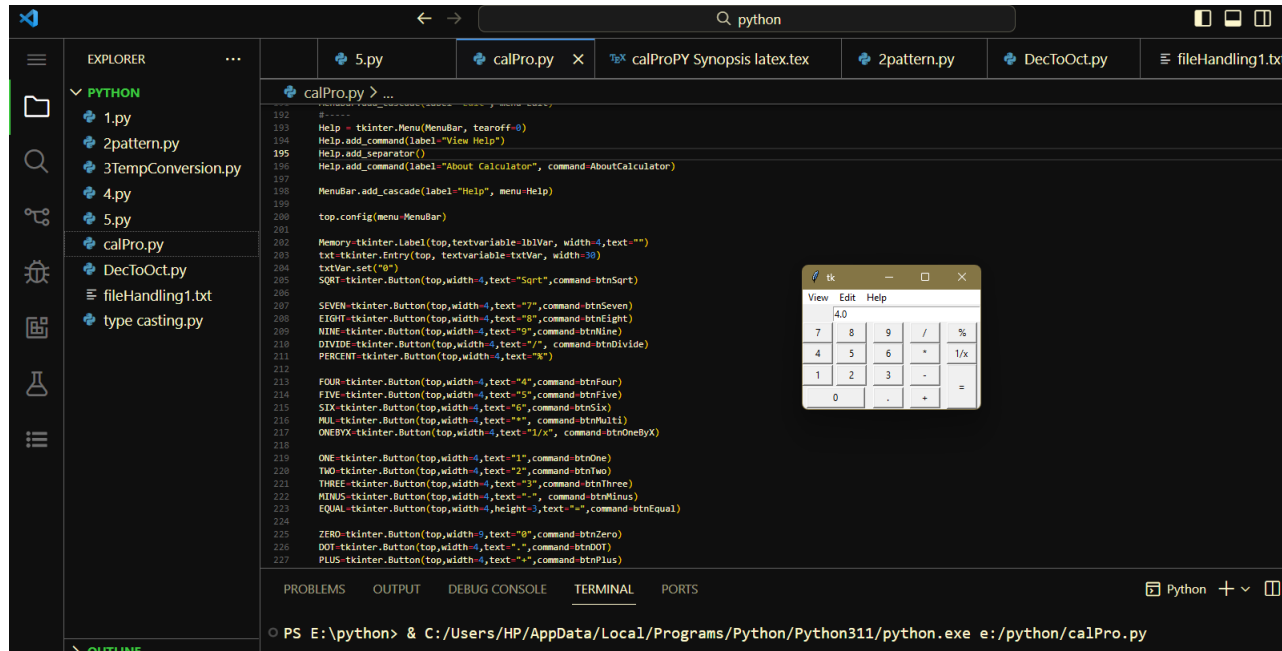 python
EXPLORER ...
5.py
calPro.py
TEX calProPY Synopsis latex.tex
2pattern.py
DecToOct.py
fileHandling1.tx
PYTHON
1.py
2pattern.py
3TempConversion.py
4.py
5.py
calPro.py
DecToOct.py
fileHandling1.txt
type casting.py
OUTLINE
calPro.py > ...
192 #-----
193 Help = tkinter.Menu(MenuBar, tearoff=0)
194 Help.add_command(label="View Help")
195 Help.add_separator()
196 Help.add_command(label="About Calculator", command=AboutCalculator)
197
198 MenuBar.add_cascade(label="Help", menu=Help)
199
200 top.config(menu=MenuBar)
201
202 Memory=tkinter.Label(top,textvariable=lblVar, width=4,text="")
203 txt=tkinter.Entry(top, textvariable=txtVar, width=30)
204 txtVar.set("0")
205 SQRT=tkinter.Button(top,width=4,text="Sqrt",command=btnSqrt)
206
207 SEVEN=tkinter.Button(top,width=4,text="7",command=btnSeven)
208 EIGHT=tkinter.Button(top,width=4,text="8",command=btnEight)
209 NINE=tkinter.Button(top,width=4,text="9",command=btnNine)
210 DIVIDE=tkinter.Button(top,width=4,text="/", command=btnDivide)
211 PERCENT=tkinter.Button(top,width=4,text="%")
212
213 FOUR=tkinter.Button(top,width=4,text="4",command=btnFour)
214 FIVE=tkinter.Button(top,width=4,text="5",command=btnFive)
215 SIX=tkinter.Button(top,width=4,text="6",command=btnSix)
216 MUL=tkinter.Button(top,width=4,text="*", command=btnMulti)
217 ONEBYX=tkinter.Button(top,width=4,text="1/x", command=btnOneByX)
218
219 ONE=tkinter.Button(top,width=4,text="1",command=btnOne)
220 TWO=tkinter.Button(top,width=4,text="2",command=btnTwo)
221 THREE=tkinter.Button(top,width=4,text="3",command=btnThree)
222 MINUS=tkinter.Button(top,width=4,text="-", command=btnMinus)
223 EQUAL=tkinter.Button(top,width=4,height=3,text="=",command=btnEqual)
224
225 ZERO=tkinter.Button(top,width=9,text="0",command=btnZero)
226 DOT=tkinter.Button(top,width=4,text=".",command=btnDOT)
227 PLUS=tkinter.Button(top,width=4,text="+",command=btnPlus)
tk
View Edit Help
4.0
7 8 9 / %
4 5 6 * 1/x
1 2 3 - =
0 . +
PROBLEMS OUTPUT DEBUG CONSOLE TERMINAL PORTS
Python
PS E:\python> & C:/Users/HP/AppData/Local/Programs/Python/Python311/python.exe e:/python/calPro.py